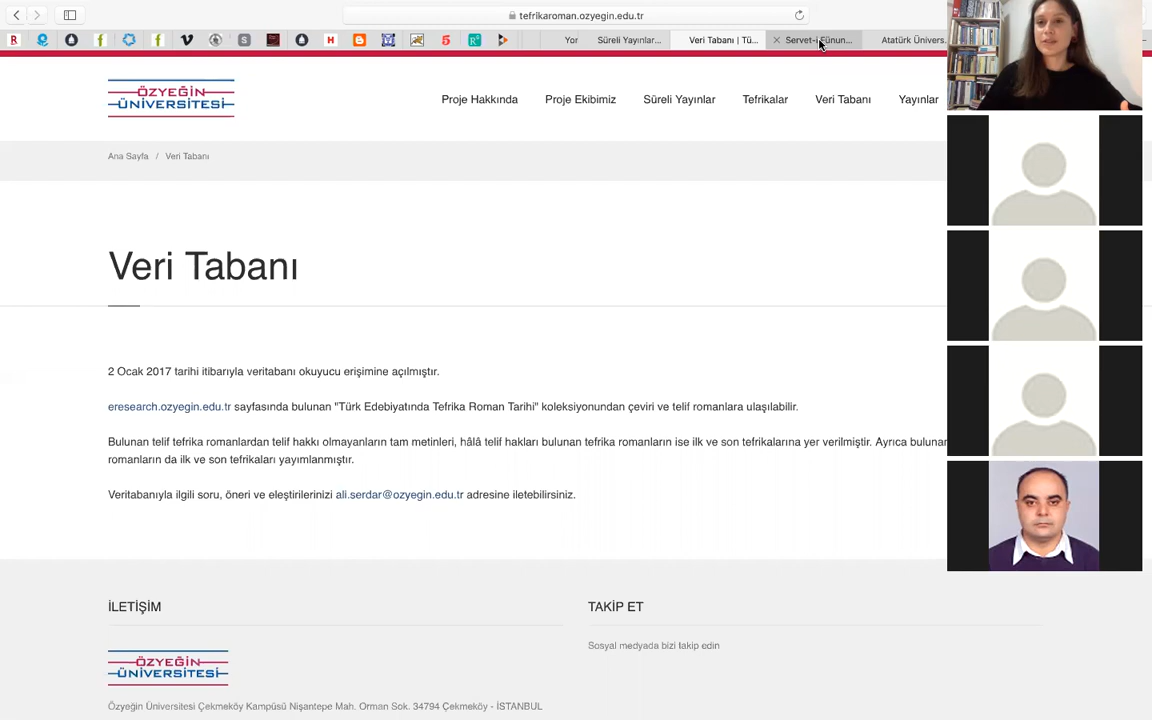 tefrikaroman.ozyegin.edu.tr
Yor
Süreli Yayınlar...
Veri Tabanı | Tü...
Servet-i Fünun...
Atatürk Ünivers.
ÖZYEĞİN
ÜNİVERSİTESİ
Proje Hakkında
Proje Ekibimiz
Süreli Yayınlar
Tefrikalar
Veri Tabanı
Yayınlar
Ana Sayfa / Veri Tabanı
Veri Tabanı
2 Ocak 2017 tarihi itibarıyla veritabanı okuyucu erişimine açılmıştır.
eresearch.ozyegin.edu.tr sayfasında bulunan "Türk Edebiyatında Tefrika Roman Tarihi" koleksiyonundan çeviri ve telif romanlara ulaşılabilir.
Bulunan telif tefrika romanlardan telif hakkı olmayanların tam metinleri, hâlâ telif hakları bulunan tefrika romanların ise ilk ve son tefrikalarına yer verilmiştir. Ayrıca bulunan
romanların da ilk ve son tefrikaları yayımlanmıştır.
Veritabanıyla ilgili soru, öneri ve eleştirilerinizi ali.serdar@ozyegin.edu.tr adresine iletebilirsiniz.
İLETİŞİM
TAKİP ET
ÖZYEĞİN
ÜNİVERSİTESİ
Sosyal medyada bizi takip edin
Özyeğin Üniversitesi Çekmeköy Kampüsü Nişantepe Mah. Orman Sok. 34794 Çekmeköy - İSTANBUL